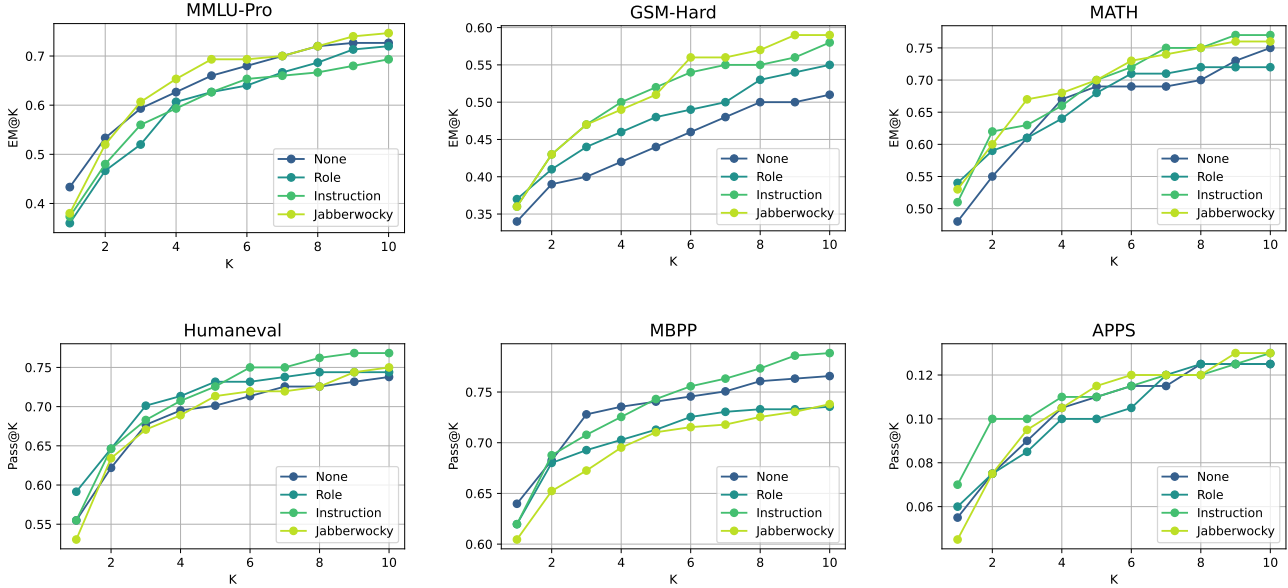 MMLU-Pro
EM@K
0.7
0.6
0.5
0.4
None
Role
Instruction
Jabberwocky
2 4 6 8 10
K
GSM-Hard
EM@K
0.60
0.55
0.50
0.45
0.40
0.35
None
Role
Instruction
Jabberwocky
2 4 6 8 10
K
MATH
EM@K
0.75
0.70
0.65
0.60
0.55
0.50
None
Role
Instruction
Jabberwocky
2 4 6 8 10
K
Humaneval
Pass@K
0.75
0.70
0.65
0.60
0.55
None
Role
Instruction
Jabberwocky
2 4 6 8 10
K
MBPP
Pass@K
0.75
0.70
0.65
0.60
None
Role
Instruction
Jabberwocky
2 4 6 8 10
K
APPS
Pass@K
0.12
0.10
0.08
0.06
None
Role
Instruction
Jabberwocky
2 4 6 8 10
K